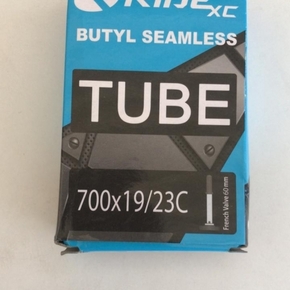 XC
BUTYL SEAMLESS
TUBE
700x19/23C
French Valve 60 mm